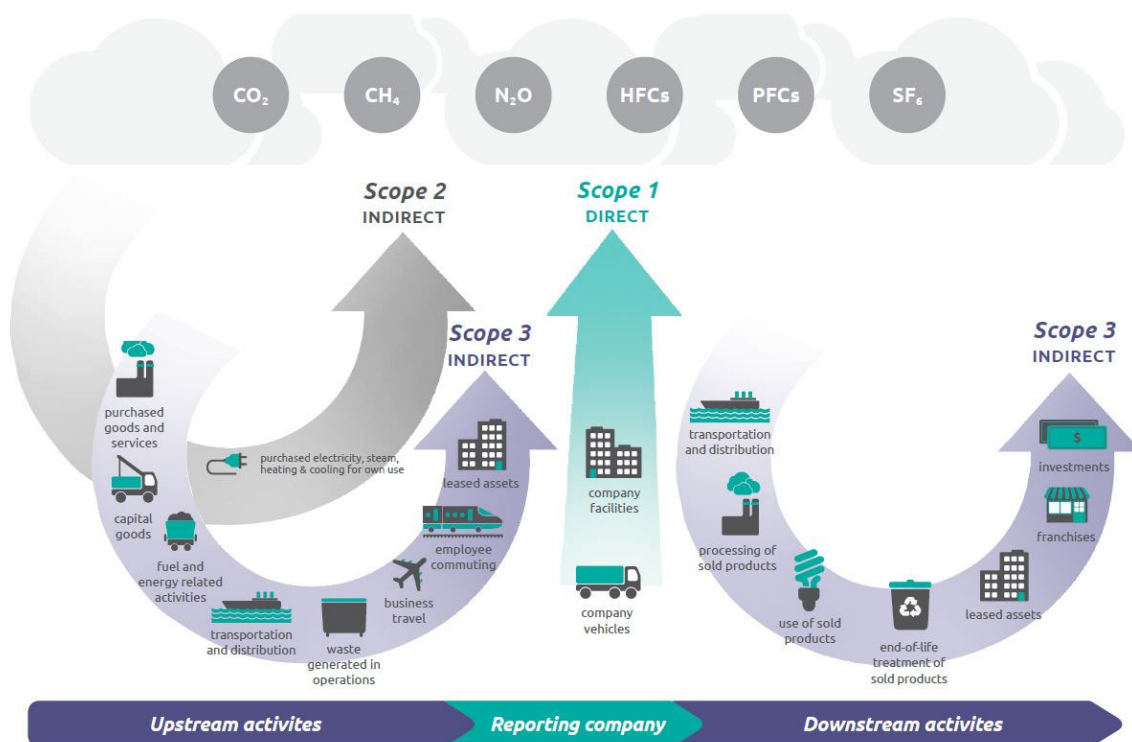 CO₂
CH₄
N₂O
HFCs
PFCs
SF₆
Scope 2
INDIRECT
Scope 1
DIRECT
Scope 3
INDIRECT
Scope 3
INDIRECT
purchased
goods and
services
capital
goods
fuel and
energy related
activities
transportation
and distribution
waste
generated in
operations
business
travel
employee
commuting
leased assets
purchased electricity, steam,
heating & cooling for own use
company
facilities
company
vehicles
transportation
and distribution
processing of
sold products
use of sold
products
end-of-life
treatment of
sold products
leased assets
franchises
$
investments
Upstream activites
Reporting company
Downstream activites